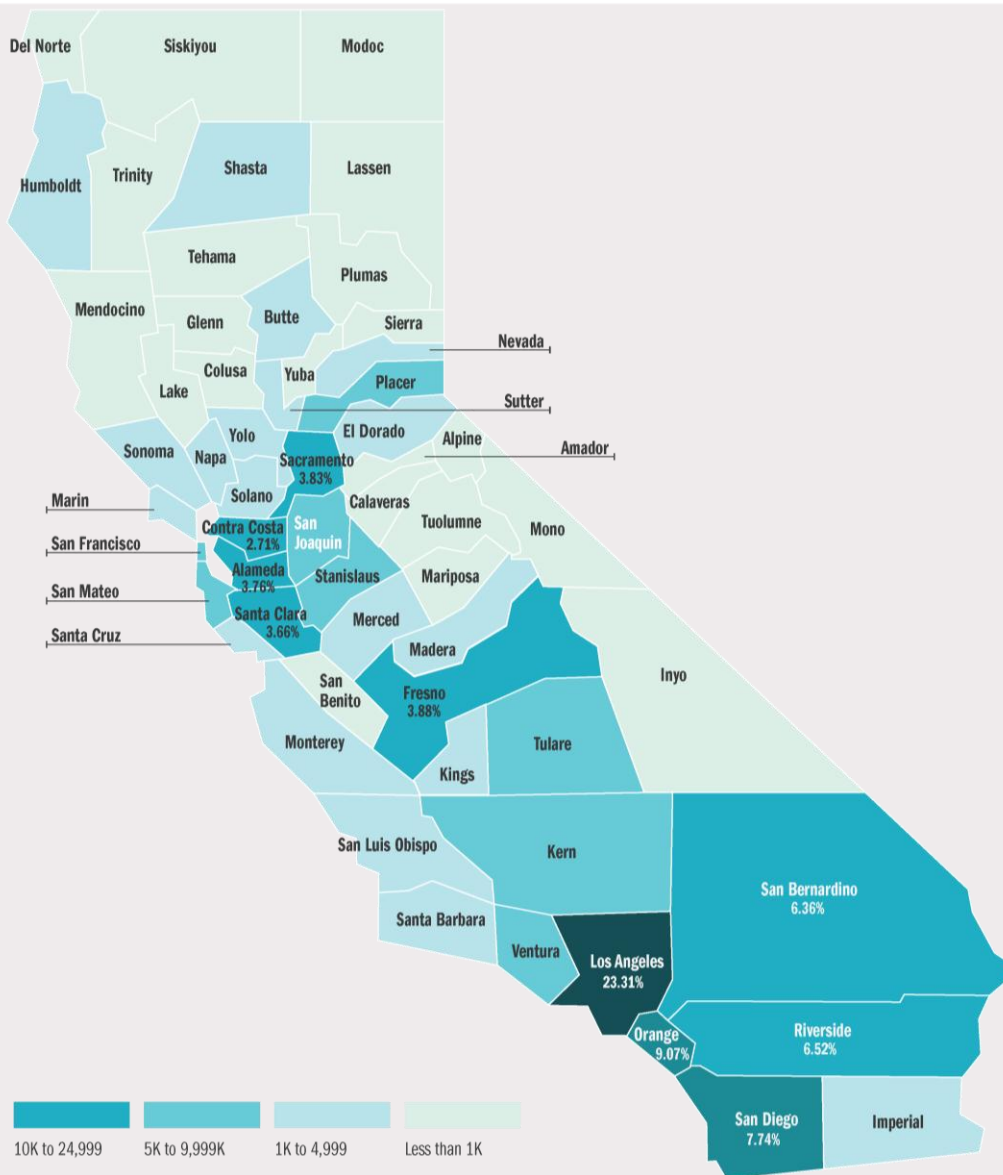 Del Norte
Siskiyou
Modoc
Humboldt
Trinity
Shasta
Lassen
Tehama
Plumas
Mendocino
Glenn
Butte
Sierra
Nevada
Colusa
Yuba
Placer
Lake
Sutter
Yolo
El Dorado
Sonoma
Napa
Alpine
Amador
Sacramento
3.83%
Solano
Marin
Calaveras
Contra Costa
2.71%
San
Joaquin
Tuolumne
Mono
San Francisco
Alameda
3.76%
Stanislaus
Mariposa
San Mateo
Santa Clara
3.66%
Merced
Santa Cruz
Madera
San
Benito
Fresno
3.88%
Inyo
Monterey
Kings
Tulare
San Luis Obispo
Kern
San Bernardino
6.36%
Santa Barbara
Ventura
Los Angeles
23.31%
Orange
9.07%
Riverside
6.52%
San Diego
7.74%
Imperial
10K to 24,999
5K to 9,999K
1K to 4,999
Less than 1K